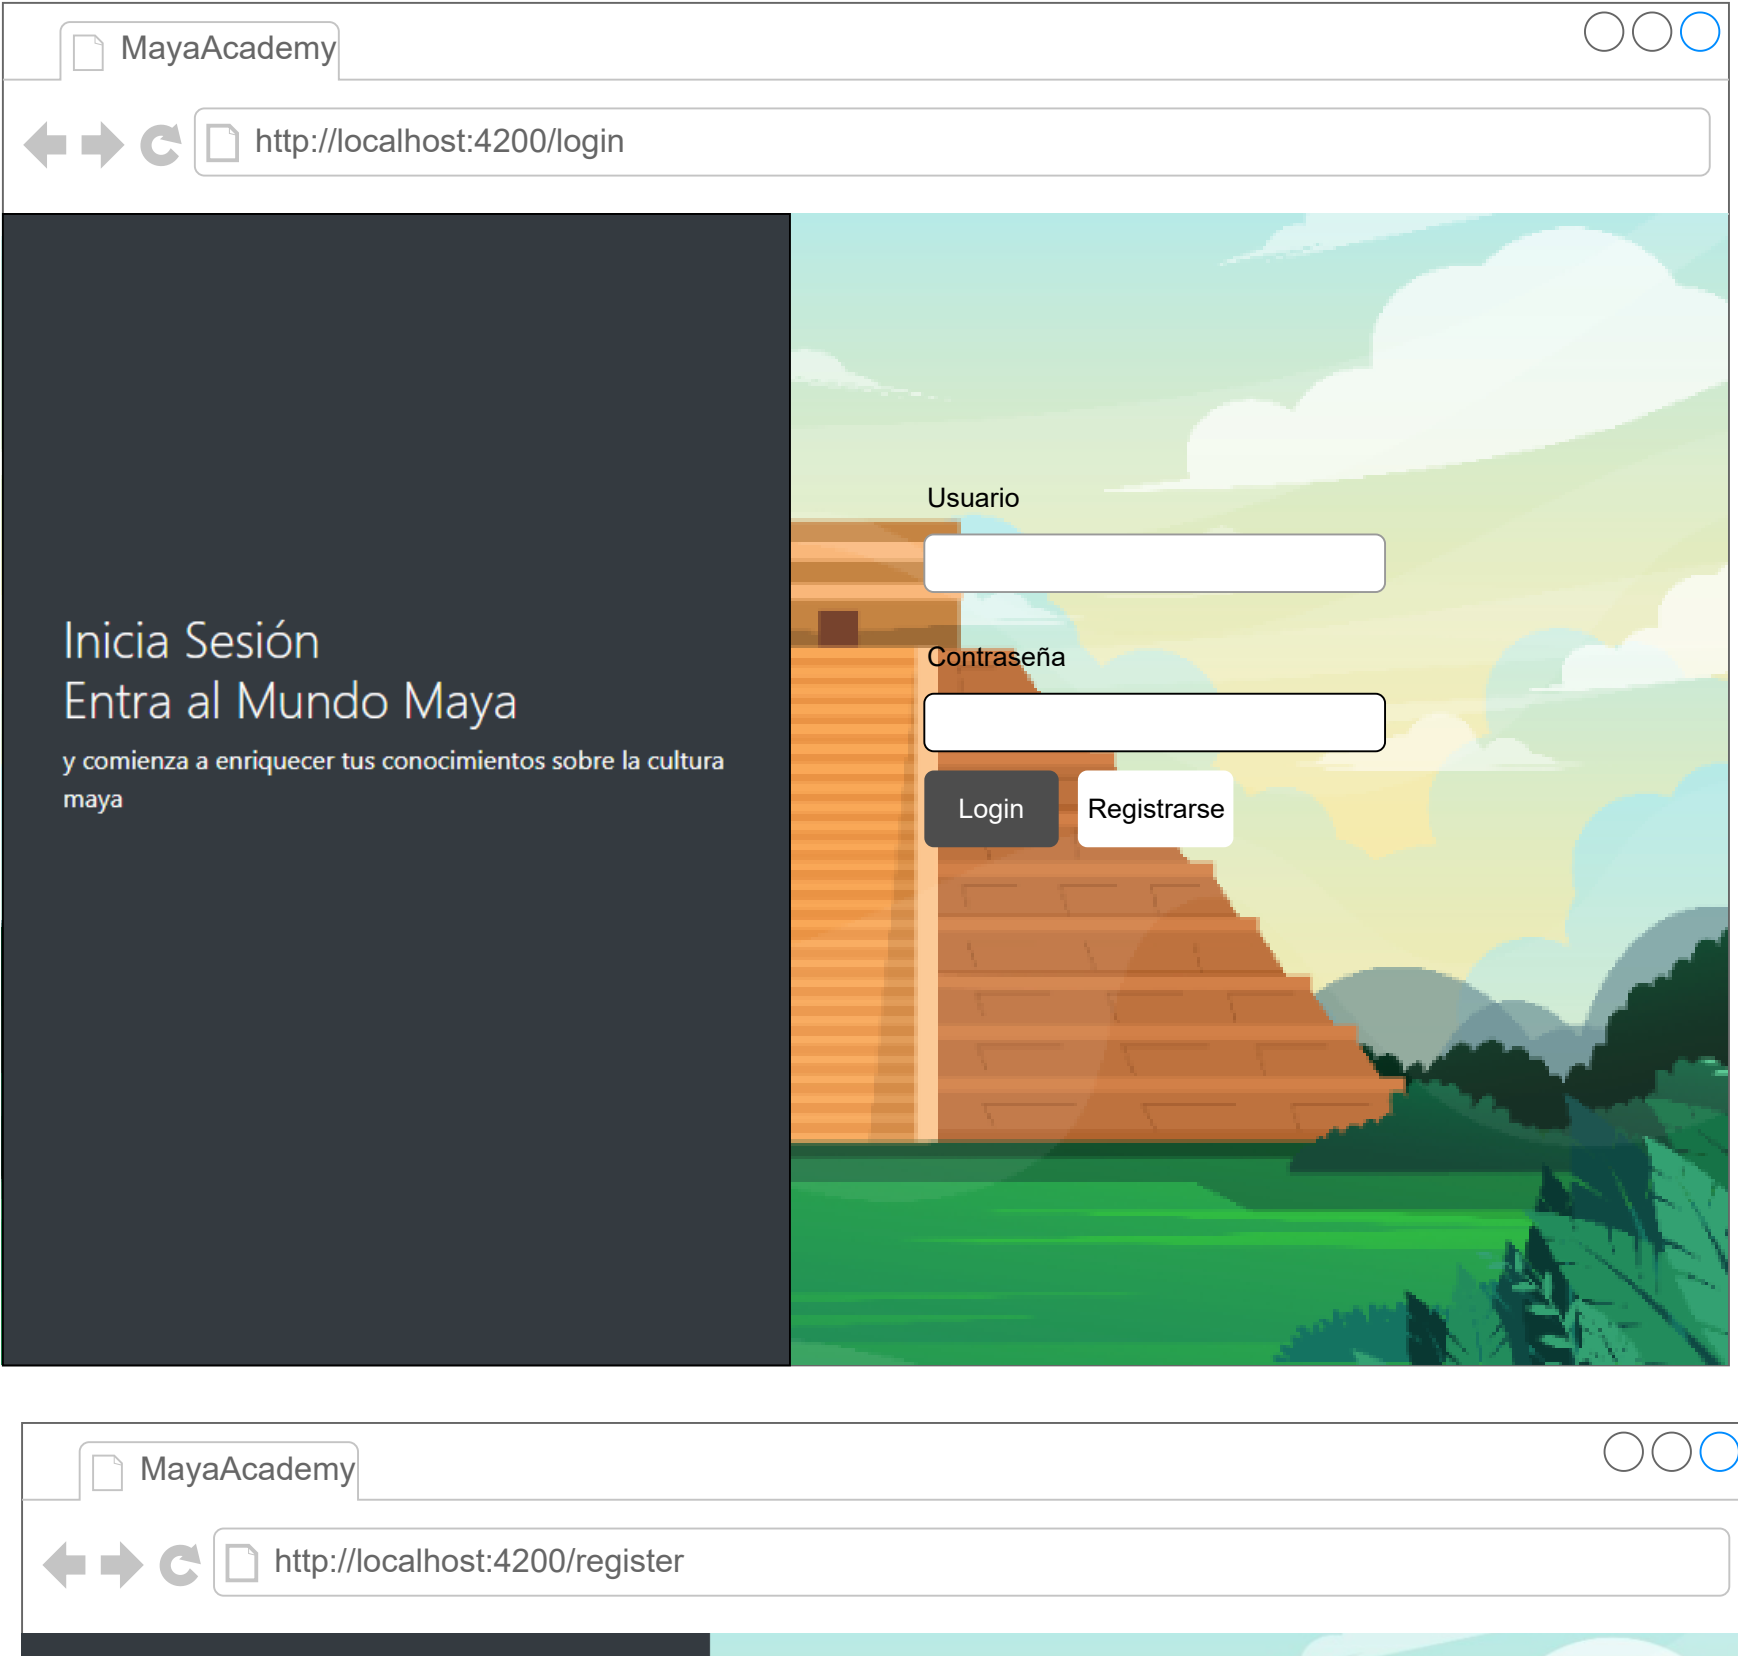 MayaAcademy
http://localhost:4200/login
Inicia Sesión
Entra al Mundo Maya
y comienza a enriquecer tus conocimientos sobre la cultura
maya
Usuario
Contraseña
Login Registrarse
MayaAcademy
http://localhost:4200/register